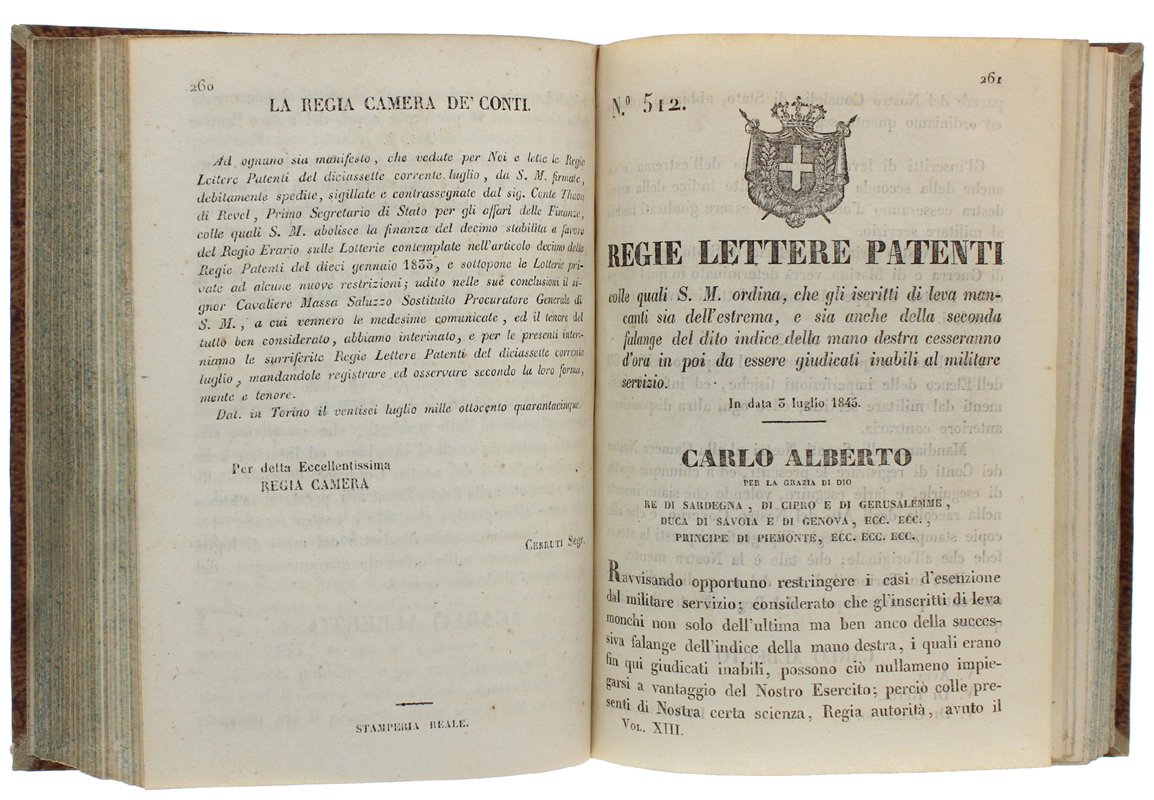 260
LA REGIA CAMERA DE' CONTI.
Ad ognuno sia manifesto, che vedute per Noi e lette le Regie
Lettere Patenti del diciassette corrente luglio, da S. M. firmate,
debitamente spedite, sigillate e contrassegnate dal sig. Conte Thaon
di Revel, Primo Segretario di Stato per gli affari delle Finanze,
colle quali S. M. abolisce la finanza del decimo stabilita a favore
del Regio Erario sulle Lotterie contemplate nell'articolo decimo delle
Regie Patenti del dieci gennaio 1835, e sottopone le Lotterie pri-
vate ad alcune nuove restrizioni; udito nelle sue conclusioni il si-
gnor Cavaliere Massa Saluzzo Sostituito Procuratore Generale di
S. M., a cui vennero le medesime comunicate, ed il tenore del
tutto ben considerato, abbiamo interinato, e per le presenti interi-
niamo le surriferite Regie Lettere Patenti del diciassette corrente
luglio, mandandole registrare ed osservare secondo la loro forma,
mente e tenore.
Dat. in Torino il ventisei luglio mille ottocento quarantacinque.
Per detta Eccellentissima
REGIA CAMERA
CERRUTI Segr.
STAMPERIA REALE.
261
N.º 512.
REGIE LETTERE PATENTI
colle quali S. M. ordina, che gli iscritti di leva man-
canti sia dell'estrema, e sia anche della seconda
falange del dito indice della mano destra cesseranno
d'ora in poi da essere giudicati inabili al militare
servizio.
In data 3 luglio 1845.
CARLO ALBERTO
PER LA GRAZIA DI DIO
RE DI SARDEGNA, DI CIPRO E DI GERUSALEMME,
DUCA DI SAVOIA E DI GENOVA, ECC. ECC.,
PRINCIPE DI PIEMONTE, ECC. ECC. ECC.
Ravvisando opportuno restringere i casi d'esenzione
dal militare servizio; considerato che gl'inscritti di leva
monchi non solo dell'ultima ma ben anco della succes-
siva falange dell'indice della mano destra, i quali erano
fin qui giudicati inabili, possono ciò nullameno impie-
garsi a vantaggio del Nostro Esercito; perciò colle pre-
senti di Nostra certa scienza, Regia autorità, avuto il
VOL. XIII.